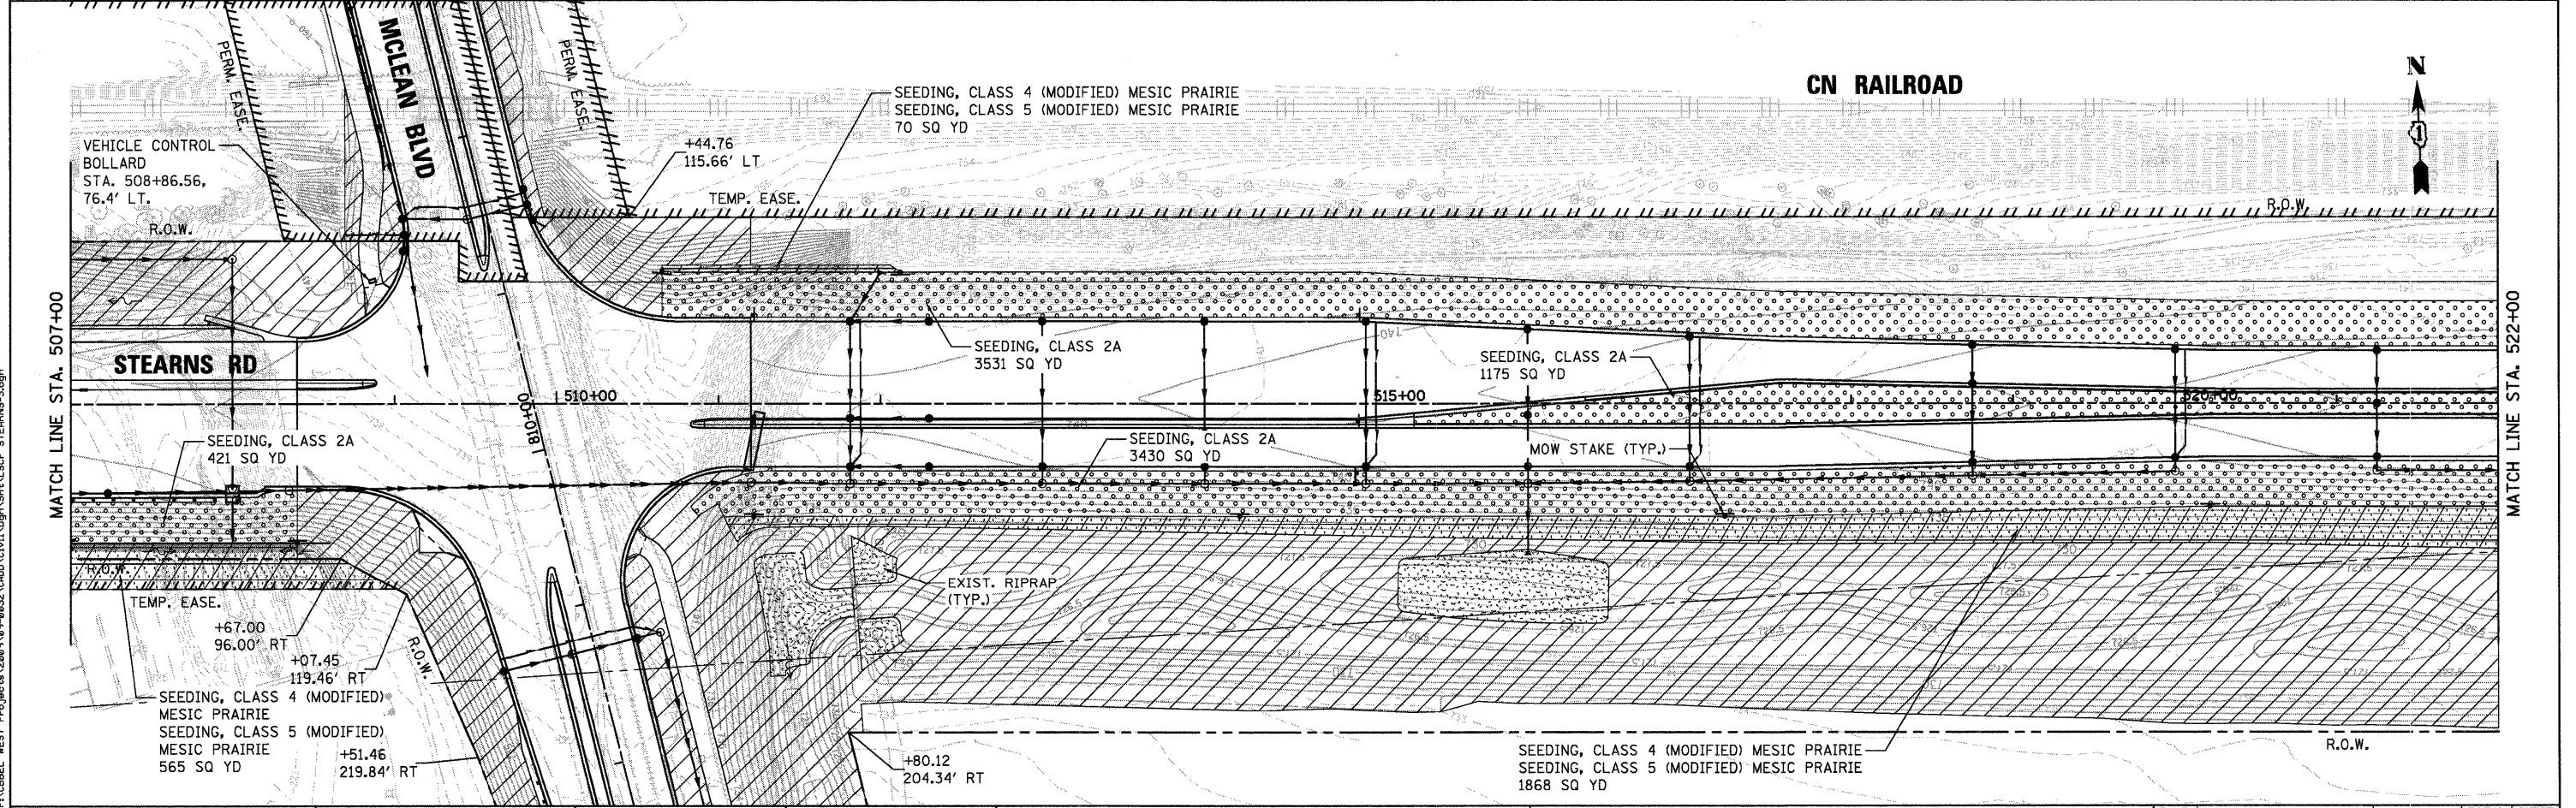 MCLEAN BLVD
PERM. EASE.
PERM. EASE.
SEEDING, CLASS 4 (MODIFIED) MESIC PRAIRIE
SEEDING, CLASS 5 (MODIFIED) MESIC PRAIRIE
70 SQ YD
CN RAILROAD
N
1
VEHICLE CONTROL
BOLLARD
STA. 508+86.56,
76.4' LT.
+44.76
115.66' LT
R.O.W.
TEMP. EASE.
R.O.W.
MATCH LINE STA. 507+00
STEARNS RD
SEEDING, CLASS 2A
3531 SQ YD
SEEDING, CLASS 2A
1175 SQ YD
MATCH LINE STA. 522+00
510+00
515+00
520+00
810+00
740
SEEDING, CLASS 2A
421 SQ YD
SEEDING, CLASS 2A
3430 SQ YD
MOW STAKE (TYP.)
R.O.W.
TEMP. EASE.
EXIST. RIPRAP
(TYP.)
+67.00
96.00' RT
+07.45
119.46' RT
R.O.W.
SEEDING, CLASS 4 (MODIFIED)
MESIC PRAIRIE
SEEDING, CLASS 5 (MODIFIED)
MESIC PRAIRIE
565 SQ YD
+51.46
219.84' RT
+80.12
204.34' RT
SEEDING, CLASS 4 (MODIFIED) MESIC PRAIRIE
SEEDING, CLASS 5 (MODIFIED) MESIC PRAIRIE
1868 SQ YD
R.O.W.